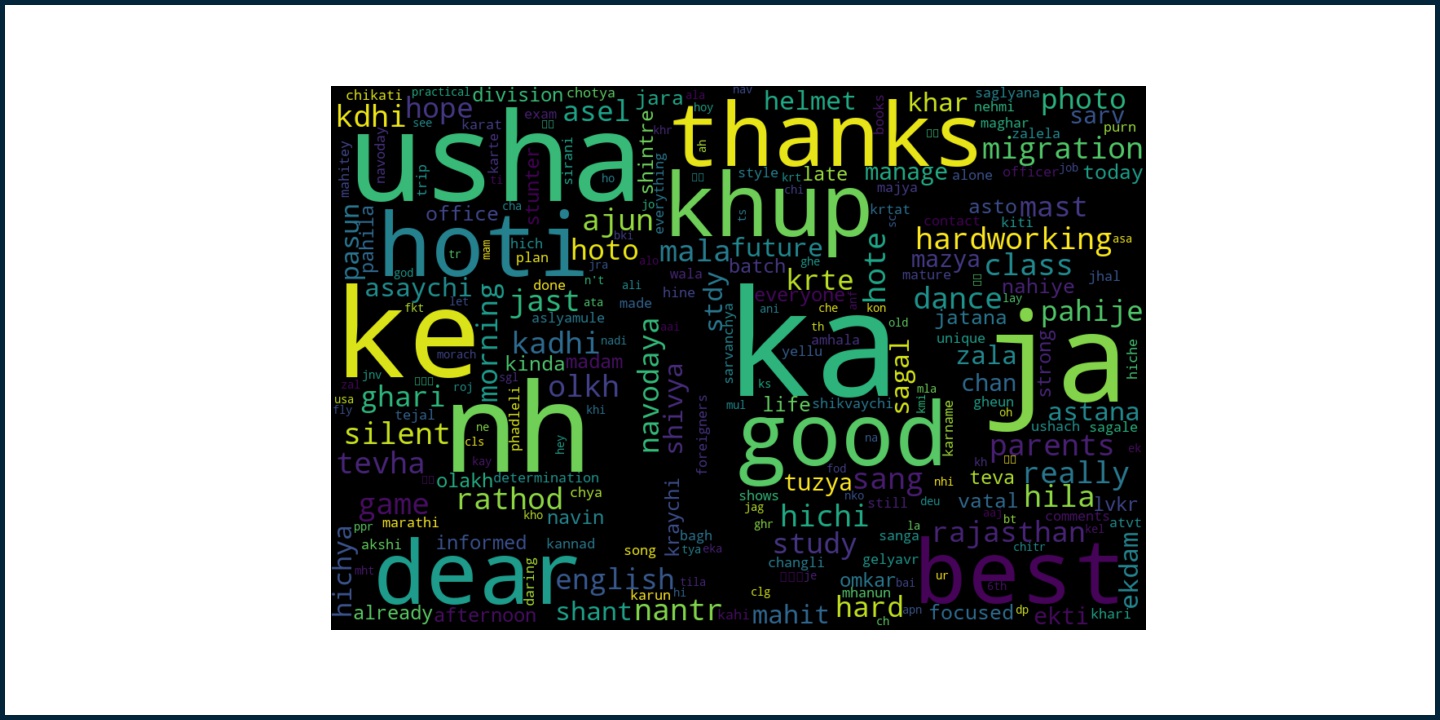 chikati practical division chotya jara ala nav saglyana photo
kdhi hope exam asel hoy helmet khar nehmi sarv
see karat shintre khr thanks books maghar zalela purn
usha mahitey navoday karte sirani ah migration
trip stunter ho everything style krt late manage alone officer job today
khup chi majya
pasun pahila office cha ajun jo ts krtat contact asto mast kiti
hoti tr mam hich bki hoto mala future hote hardworking asa
god plan jra alo wala batch ghe mazya class
asaychi done n't ali hine stdy krte mature nahiye jhal
ke fkt let jast ata made everyone ant dance lay pahije
morning aslyamule ani che kon jatana ja
kadhi nadi navodaya aai ka th old unique strong hiche
morach kinda madam sarvanchya yellu amhala sagal zala
jnv sgl olkh shivya ks mla chan
zal ghari roj nh khi foreigners mul life shikvaychi kmi gheun
usa fly tejal phadleli good karname oh astana
silent ne cls hey na ushach sagale
tevha kay kh parents ek
olakh determination fod tuzya sang nhi teva really
game rathod chya kraychi shows nko still deu vatal hila lvkr
ppr marathi kho navin jag ghr hichi la aaj bt comments atvt
hichya akshi informed kannad song bagh tya eka study sanga rajasthan kel
mht dear daring english tila changli gelyavr chitr best ekdam
karun hi clg omkar bai ur 6th
mhanun
already afternoon shant nantr kahi mahit hard ch apn focused dp ekti khari